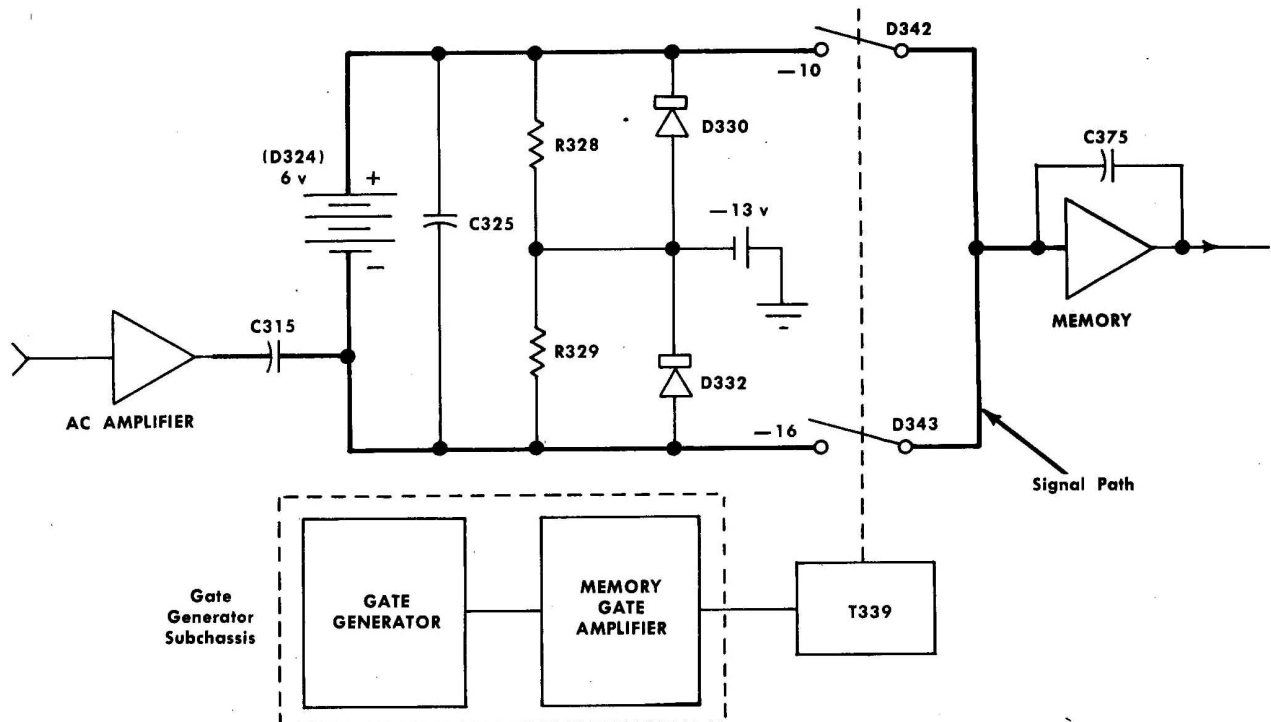 D342
—10
D330
R328
(D324)
6 v
+
C325
—13 v
C375
—
C315
R329
MEMORY
D332
AC AMPLIFIER
—16
D343
Signal Path
Gate
Generator
Subchassis
GATE
GENERATOR
MEMORY
GATE
AMPLIFIER
T339